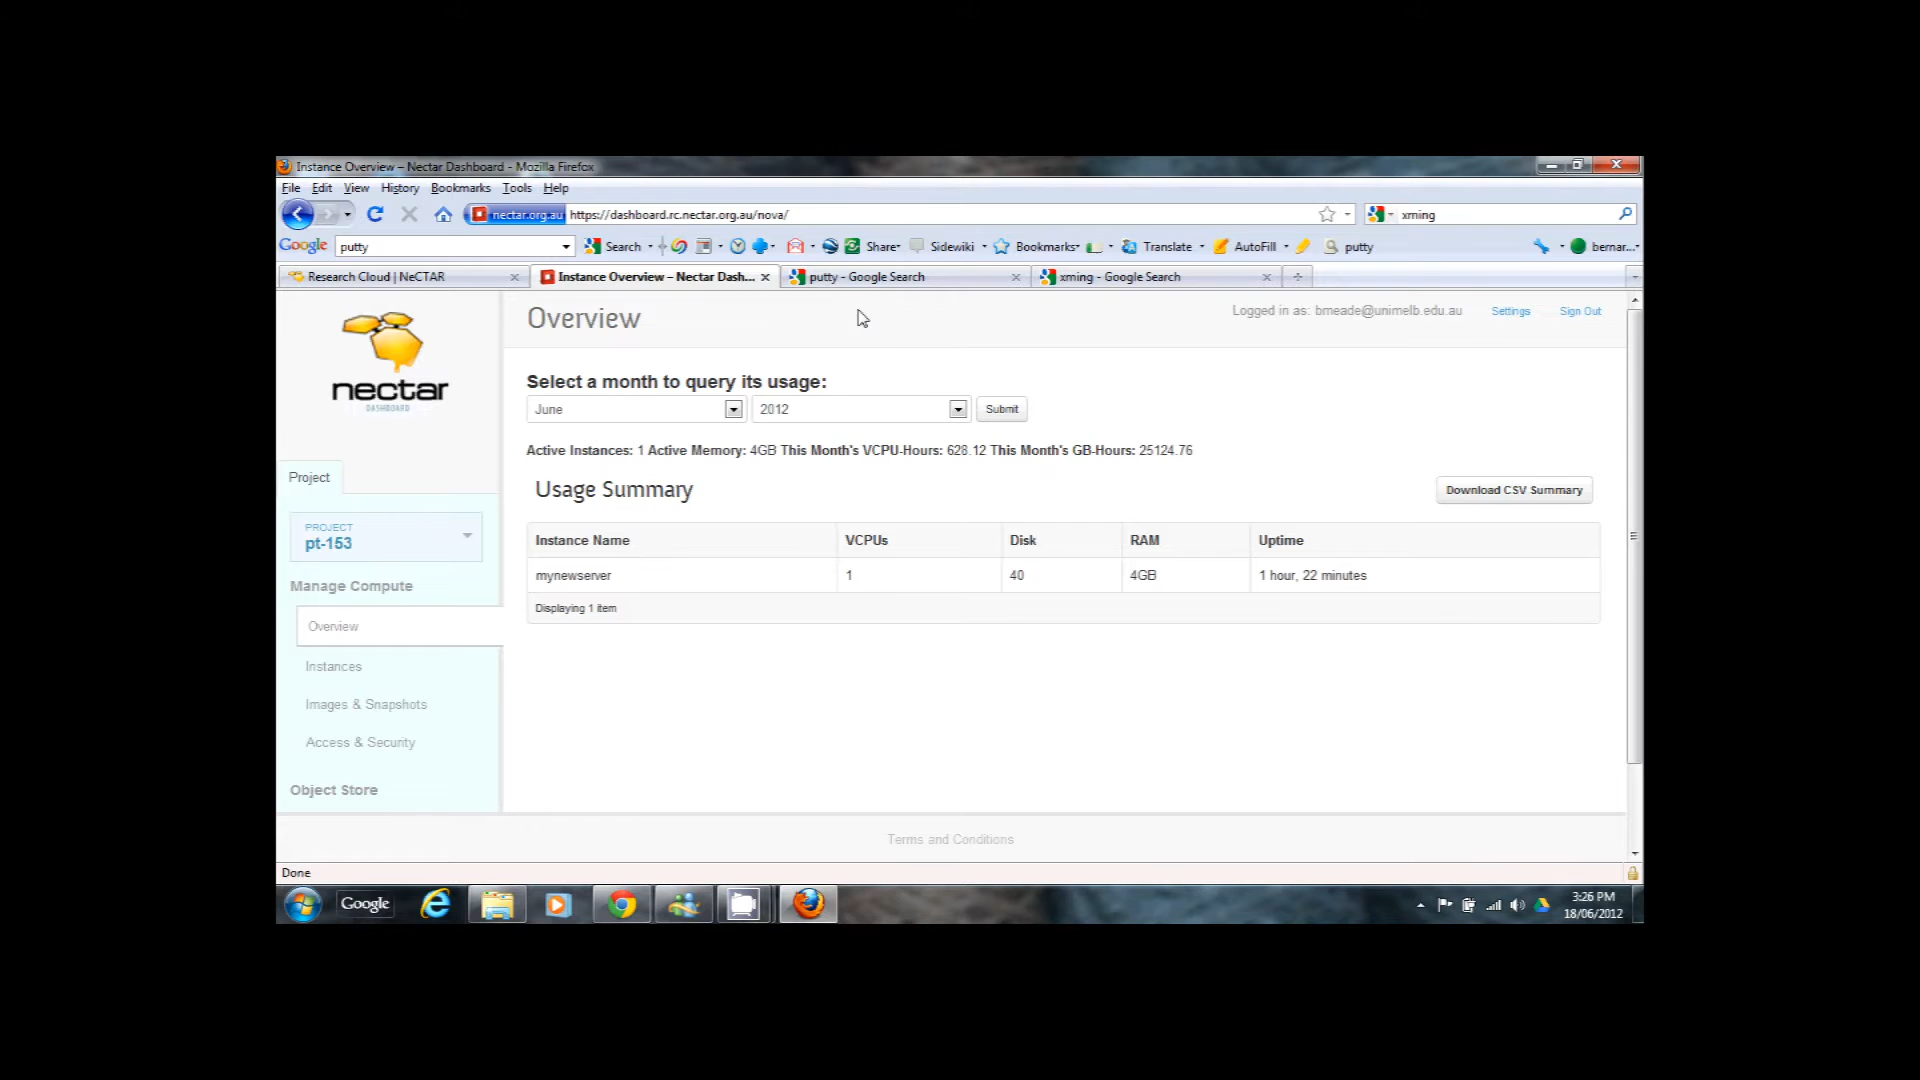 Instance Overview – Nectar Dashboard - Mozilla Firefox
File Edit View History Bookmarks Tools Help
nectar.org.au https://dashboard.rc.nectar.org.au/nova/ xming
Google putty Search Share Sidewiki Bookmarks Translate AutoFill putty bernar...
Research Cloud | NeCTAR Instance Overview – Nectar Dash... putty - Google Search xming - Google Search
Overview Logged in as: bmeade@unimelb.edu.au Settings Sign Out
nectar
DASHBOARD
Select a month to query its usage:
June 2012 Submit
Active Instances: 1 Active Memory: 4GB This Month's VCPU-Hours: 628.12 This Month's GB-Hours: 25124.76
Project
Usage Summary Download CSV Summary
PROJECT
pt-153
Instance Name VCPUs Disk RAM Uptime
mynewserver 1 40 4GB 1 hour, 22 minutes
Displaying 1 item
Manage Compute
Overview
Instances
Images & Snapshots
Access & Security
Object Store
Terms and Conditions
Done
Google 3:26 PM
18/06/2012